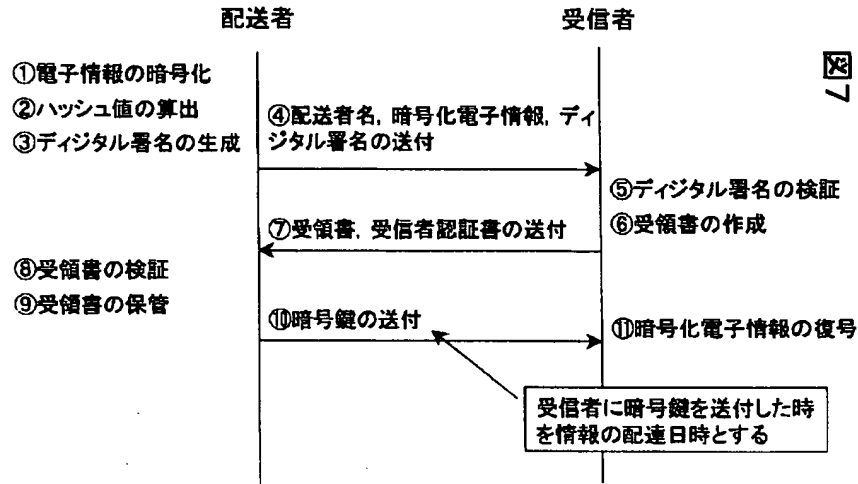 配送者
受信者
図7
①電子情報の暗号化
②ハッシュ値の算出
③ディジタル署名の生成
④配送者名, 暗号化電子情報, ディ
ジタル署名の送付
⑤ディジタル署名の検証
⑥受領書の作成
⑦受領書, 受信者認証書の送付
⑧受領書の検証
⑨受領書の保管
⑩暗号鍵の送付
⑪暗号化電子情報の復号
受信者に暗号鍵を送付した時
を情報の配達日時とする